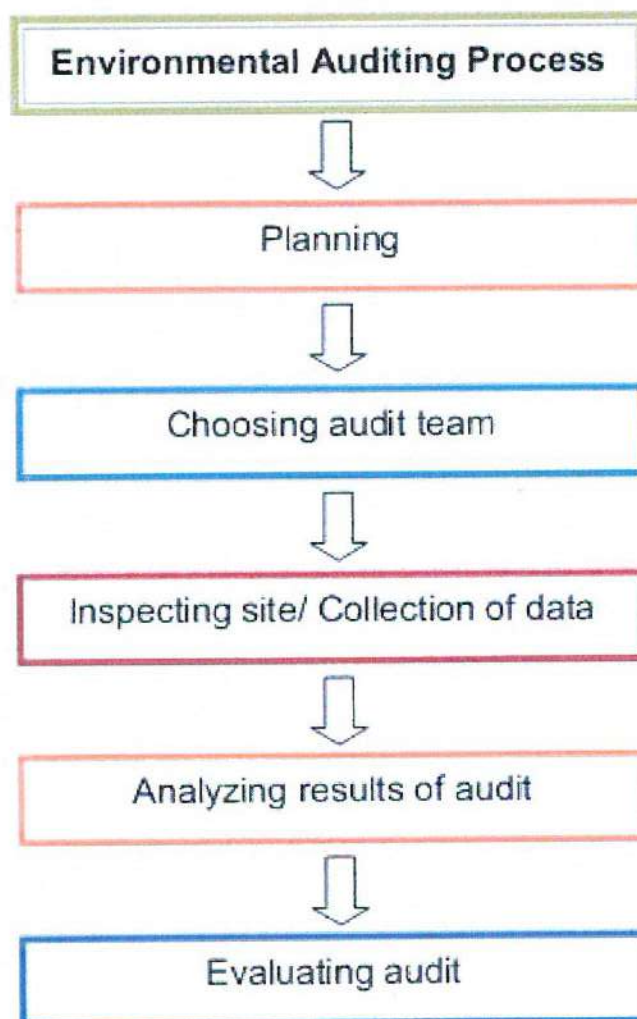 Environmental Auditing Process
Planning
Choosing audit team
Inspecting site/ Collection of data
Analyzing results of audit
Evaluating audit